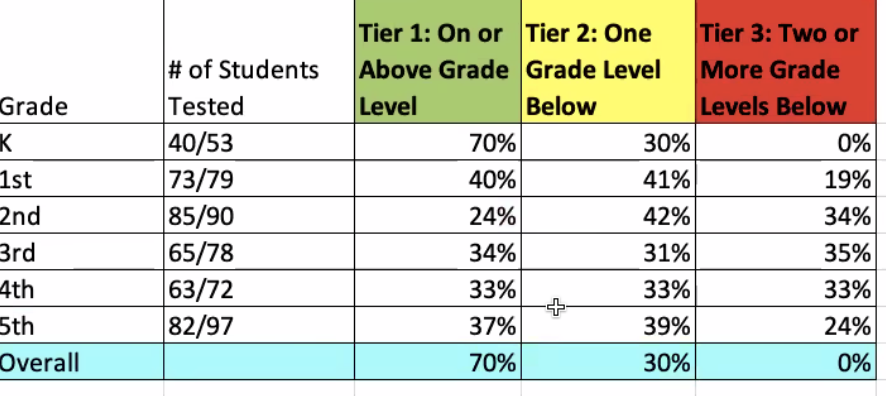 Grade # of Students Tested Tier 1: On or Above Grade Level Tier 2: One Grade Level Below Tier 3: Two or More Grade Levels Below
K 40/53 70% 30% 0%
1st 73/79 40% 41% 19%
2nd 85/90 24% 42% 34%
3rd 65/78 34% 31% 35%
4th 63/72 33% 33% 33%
5th 82/97 37% 39% 24%
Overall 70% 30% 0%